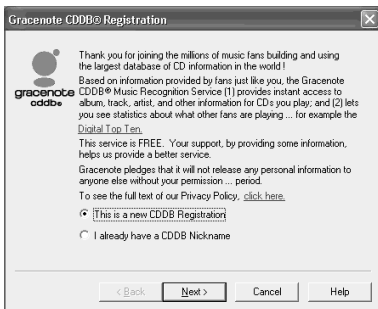 Gracenote CDDB® Registration
Thank you for joining the millions of music fans building and using
the largest database of CD information in the world !
Based on information provided by fans just like you, the Gracenote
CDDB® Music Recognition Service (1) provides instant access to
album, track, artist, and other information for CDs you play; and (2) lets
you see statistics about what other fans are playing ... for example the
Digital Top Ten.
This service is FREE. Your support, by providing some information,
helps us provide a better service.
Gracenote pledges that it will not release any personal information to
anyone else without your permission ... period.
To see the full text of our Privacy Policy, click here.
gracenote
cddb®
This is a new CDDB Registration
I already have a CDDB Nickname
< Back
Next >
Cancel
Help